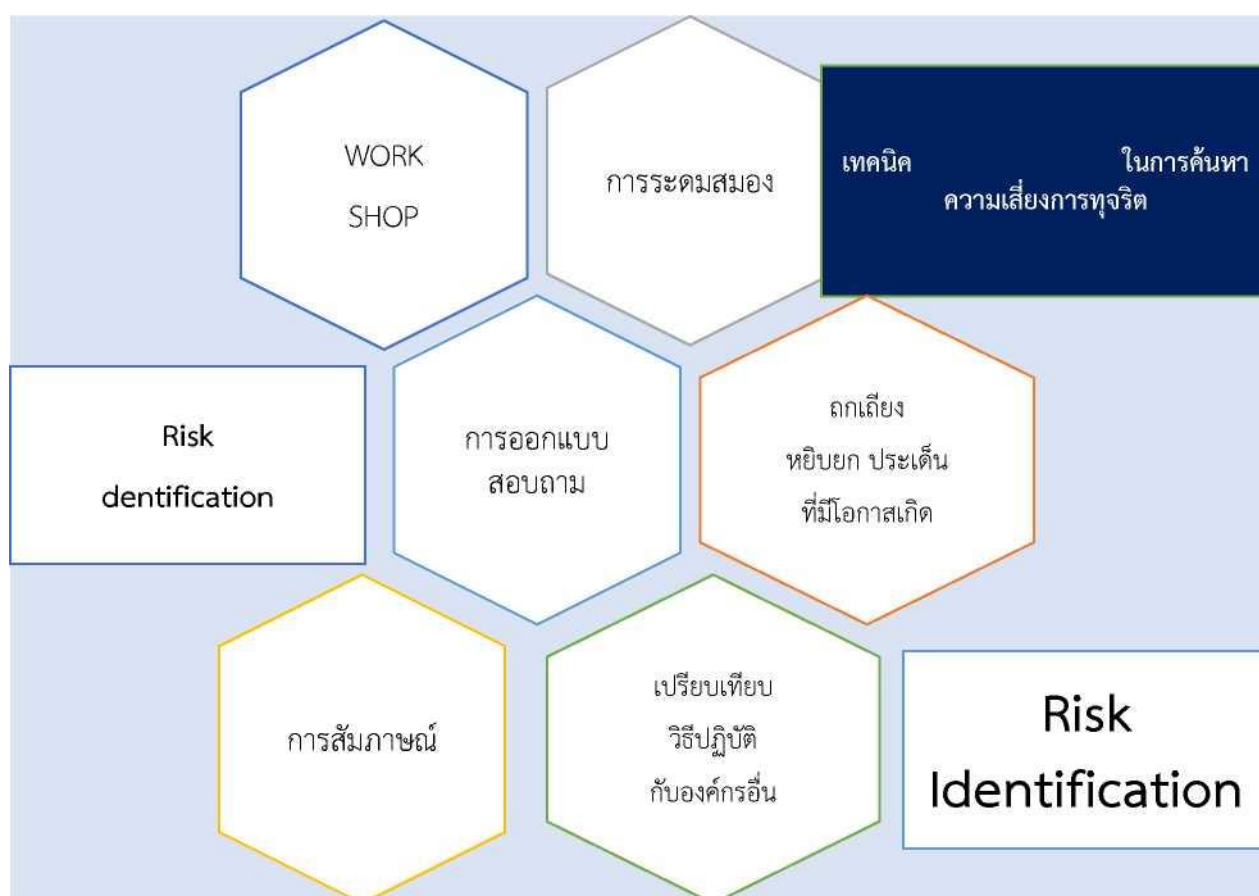 WORK
SHOP
การระดมสมอง
เทคนิค ในการค้นหา
ความเสี่ยงการทุจริต
Risk
dentification
การออกแบบ
สอบถาม
ถกเถียง
หยิบยก ประเด็น
ที่มีโอกาสเกิด
การสัมภาษณ์
เปรียบเทียบ
วิธีปฏิบัติ
กับองค์กรอื่น
Risk
Identification